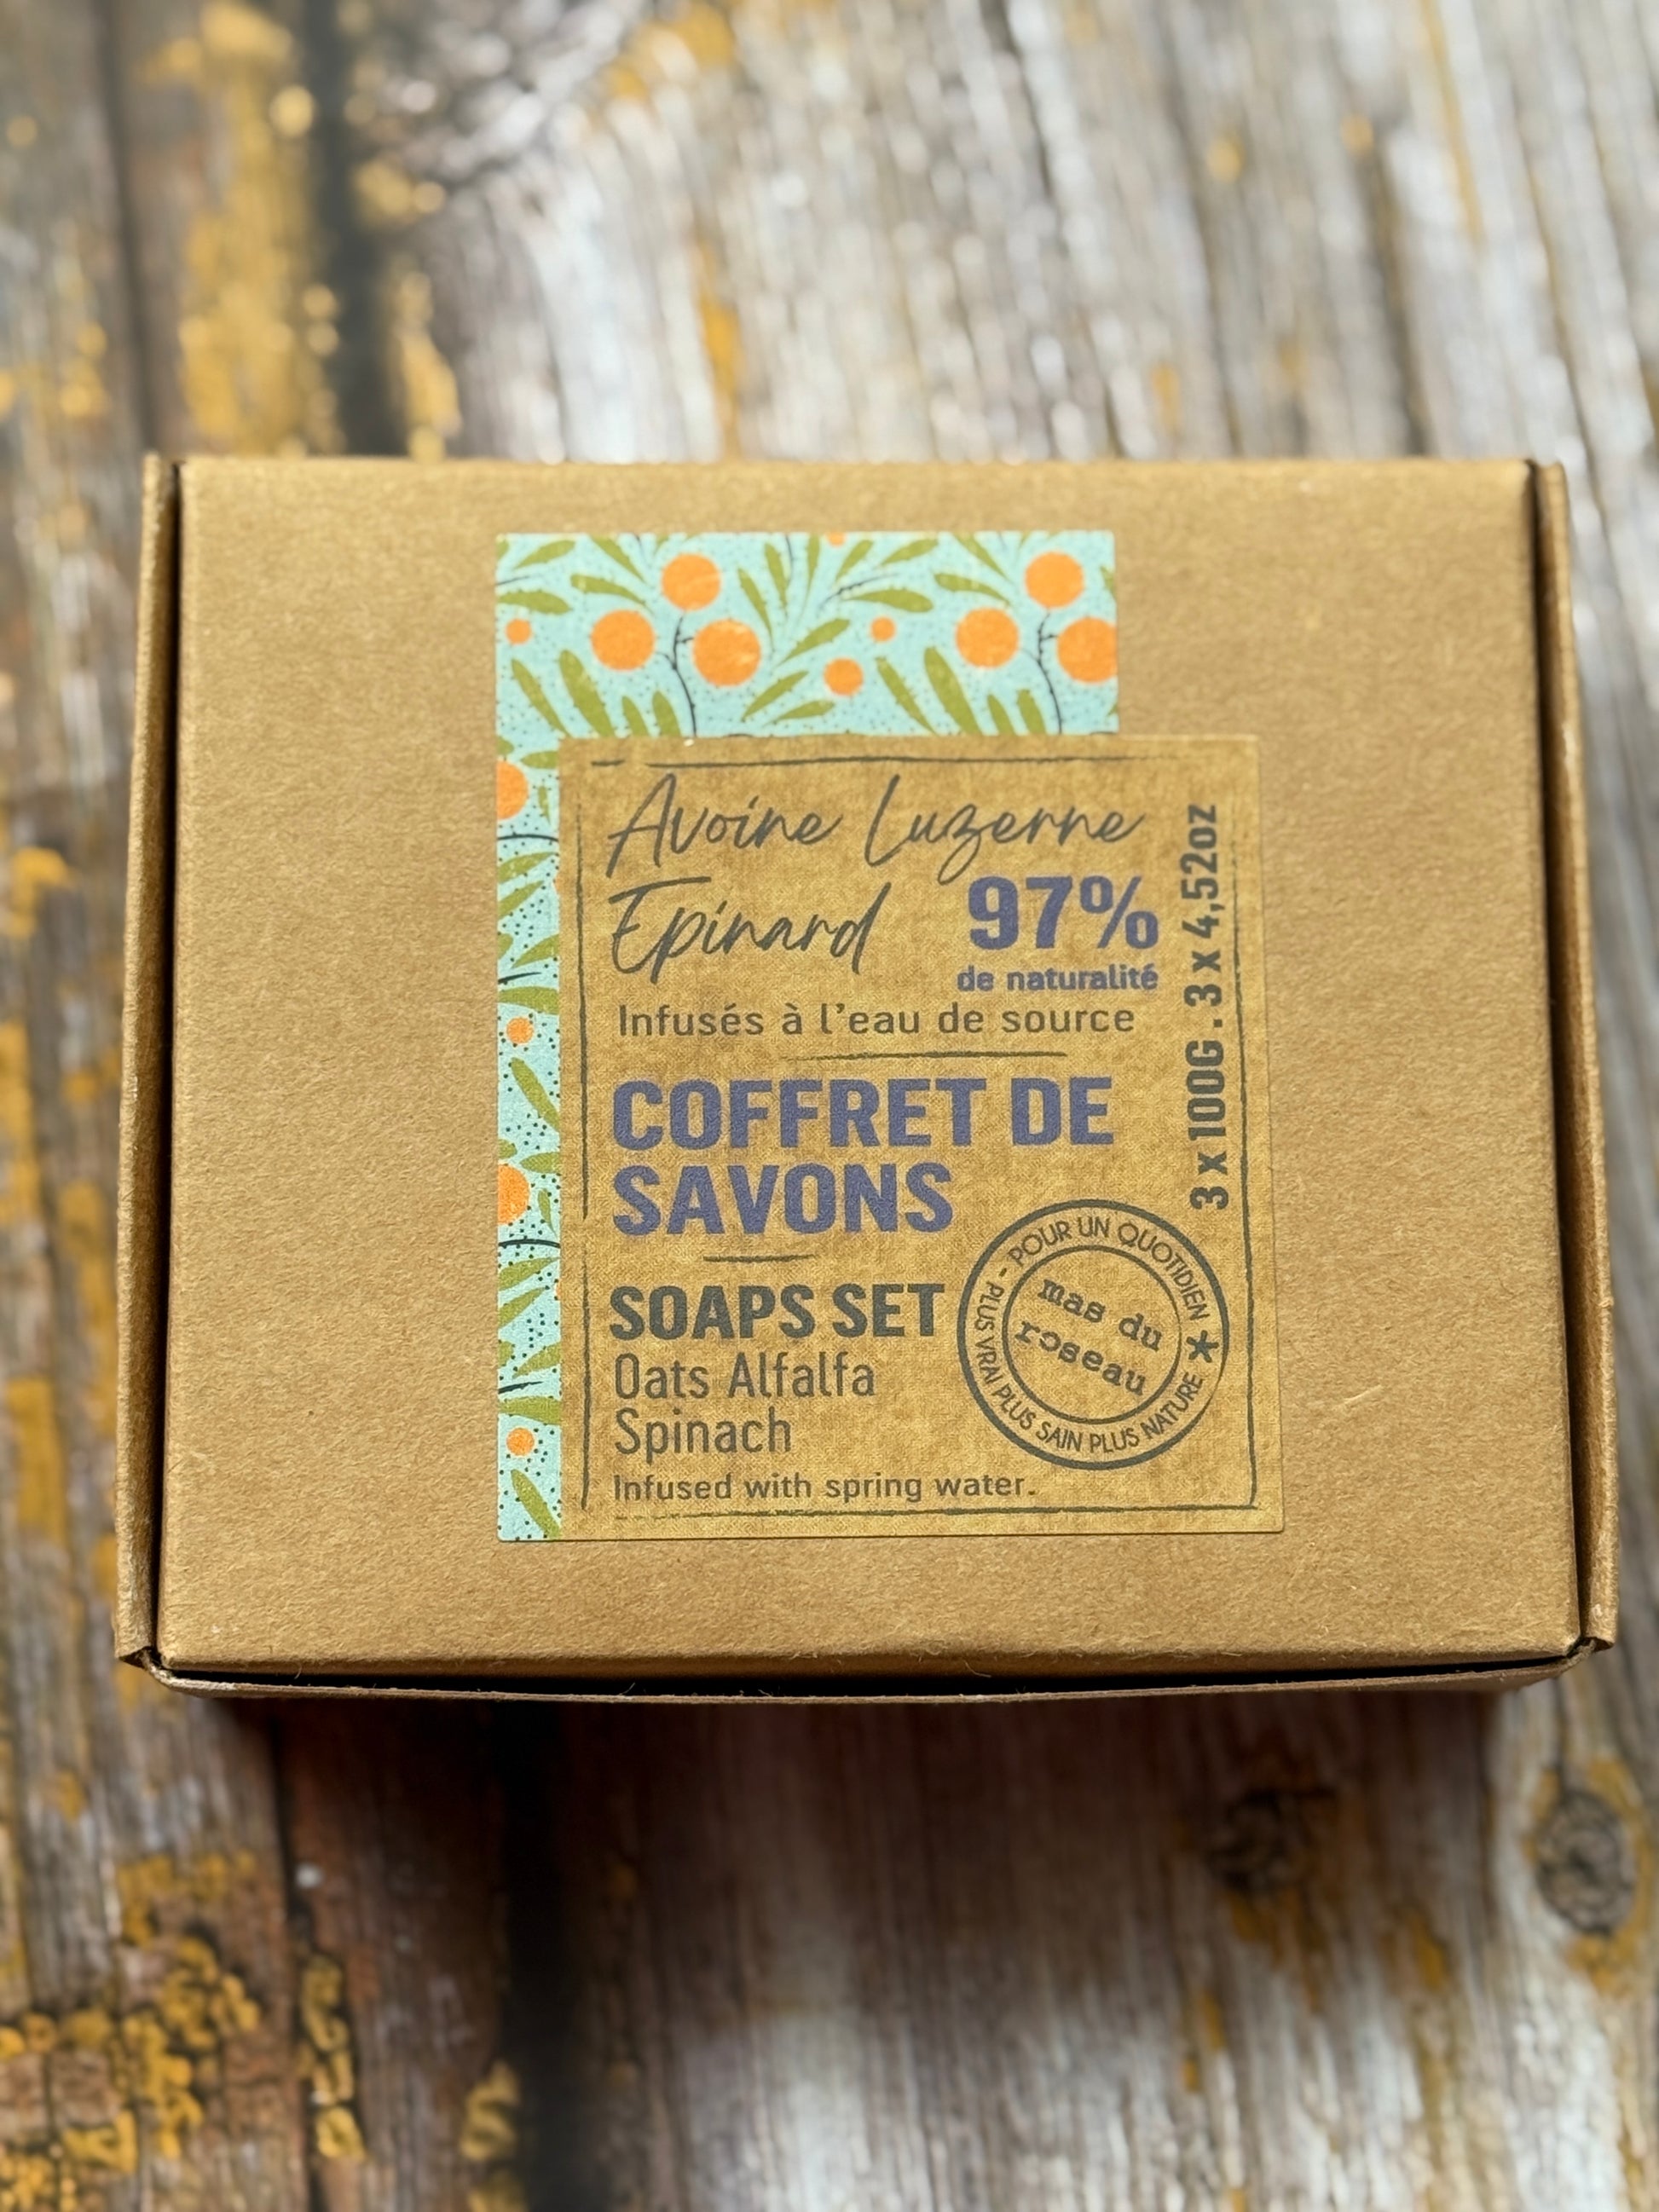 Avoine Luzerne
Epinard
97%
de naturalité
Infusés à l'eau de source
COFFRET DE
SAVONS
SOAPS SET
Oats Alfalfa
Spinach
Infused with spring water.
3 x 100G . 3 x 4,52oz
- POUR UN QUOTIDIEN * PLUS VRAI PLUS SAIN PLUS NATURE
mas du
roseau